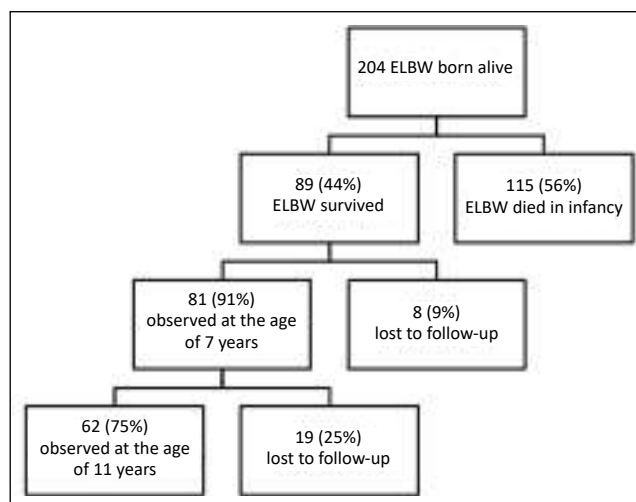 204 ELBW born alive
89 (44%)
ELBW survived
115 (56%)
ELBW died in infancy
81 (91%)
observed at the age
of 7 years
8 (9%)
lost to follow-up
62 (75%)
observed at the age
of 11 years
19 (25%)
lost to follow-up